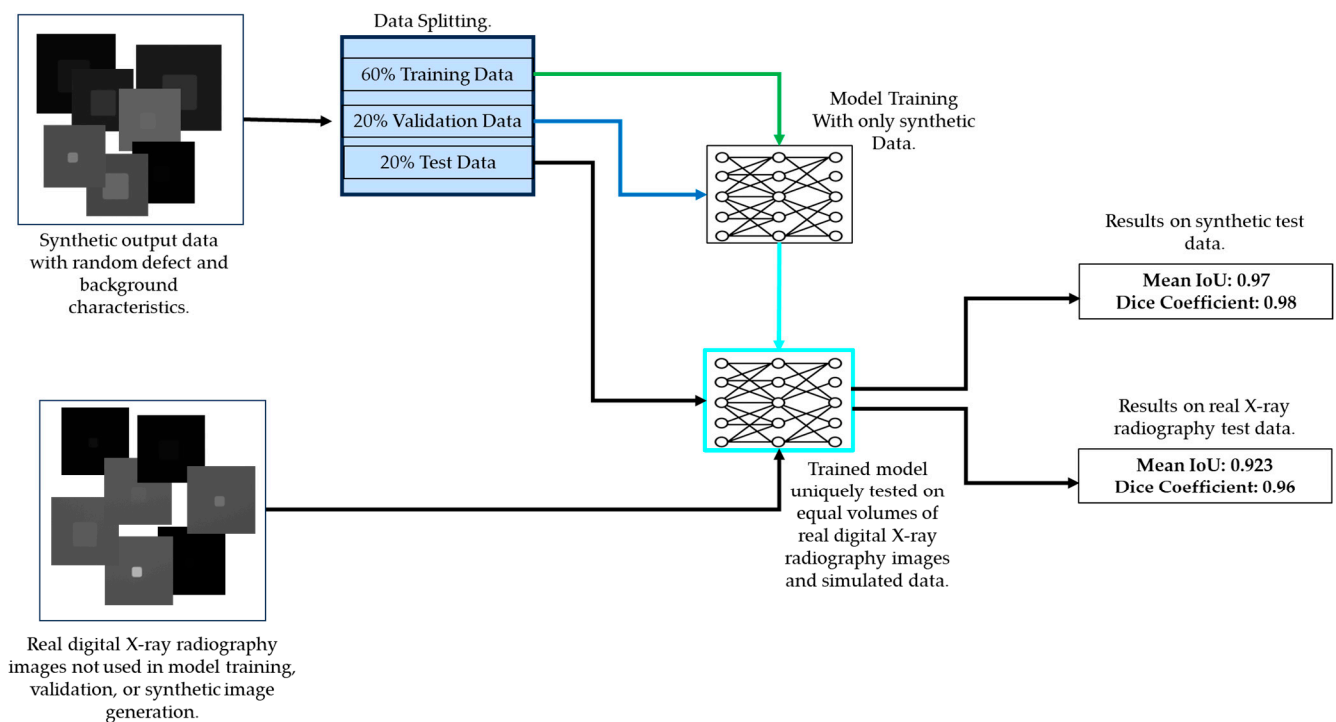 Data Splitting.
60% Training Data
20% Validation Data
20% Test Data
Model Training
With only synthetic
Data.
Synthetic output data
with random defect and
background
characteristics.
Results on synthetic test
data.
Mean IoU: 0.97
Dice Coefficient: 0.98
Results on real X-ray
radiography test data.
Mean IoU: 0.923
Dice Coefficient: 0.96
Trained model
uniquely tested on
equal volumes of
real digital X-ray
radiography images
and simulated data.
Real digital X-ray radiography
images not used in model training,
validation, or synthetic image
generation.